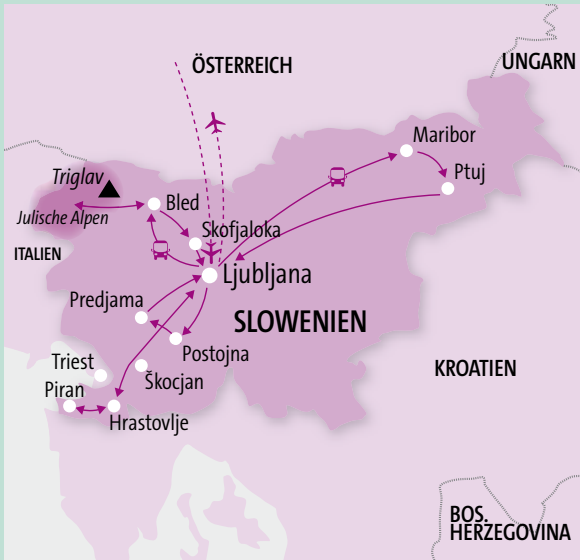 ÖSTERREICH
UNGARN
Maribor
Ptuj
Triglav
Julische Alpen
Bled
Skofjaloka
ITALIEN
Ljubljana
Predjama
SLOWENIEN
Postojna
Triest
Škocjan
KROATIEN
Piran
Hrastovlje
BOS.
HERZEGOVINA